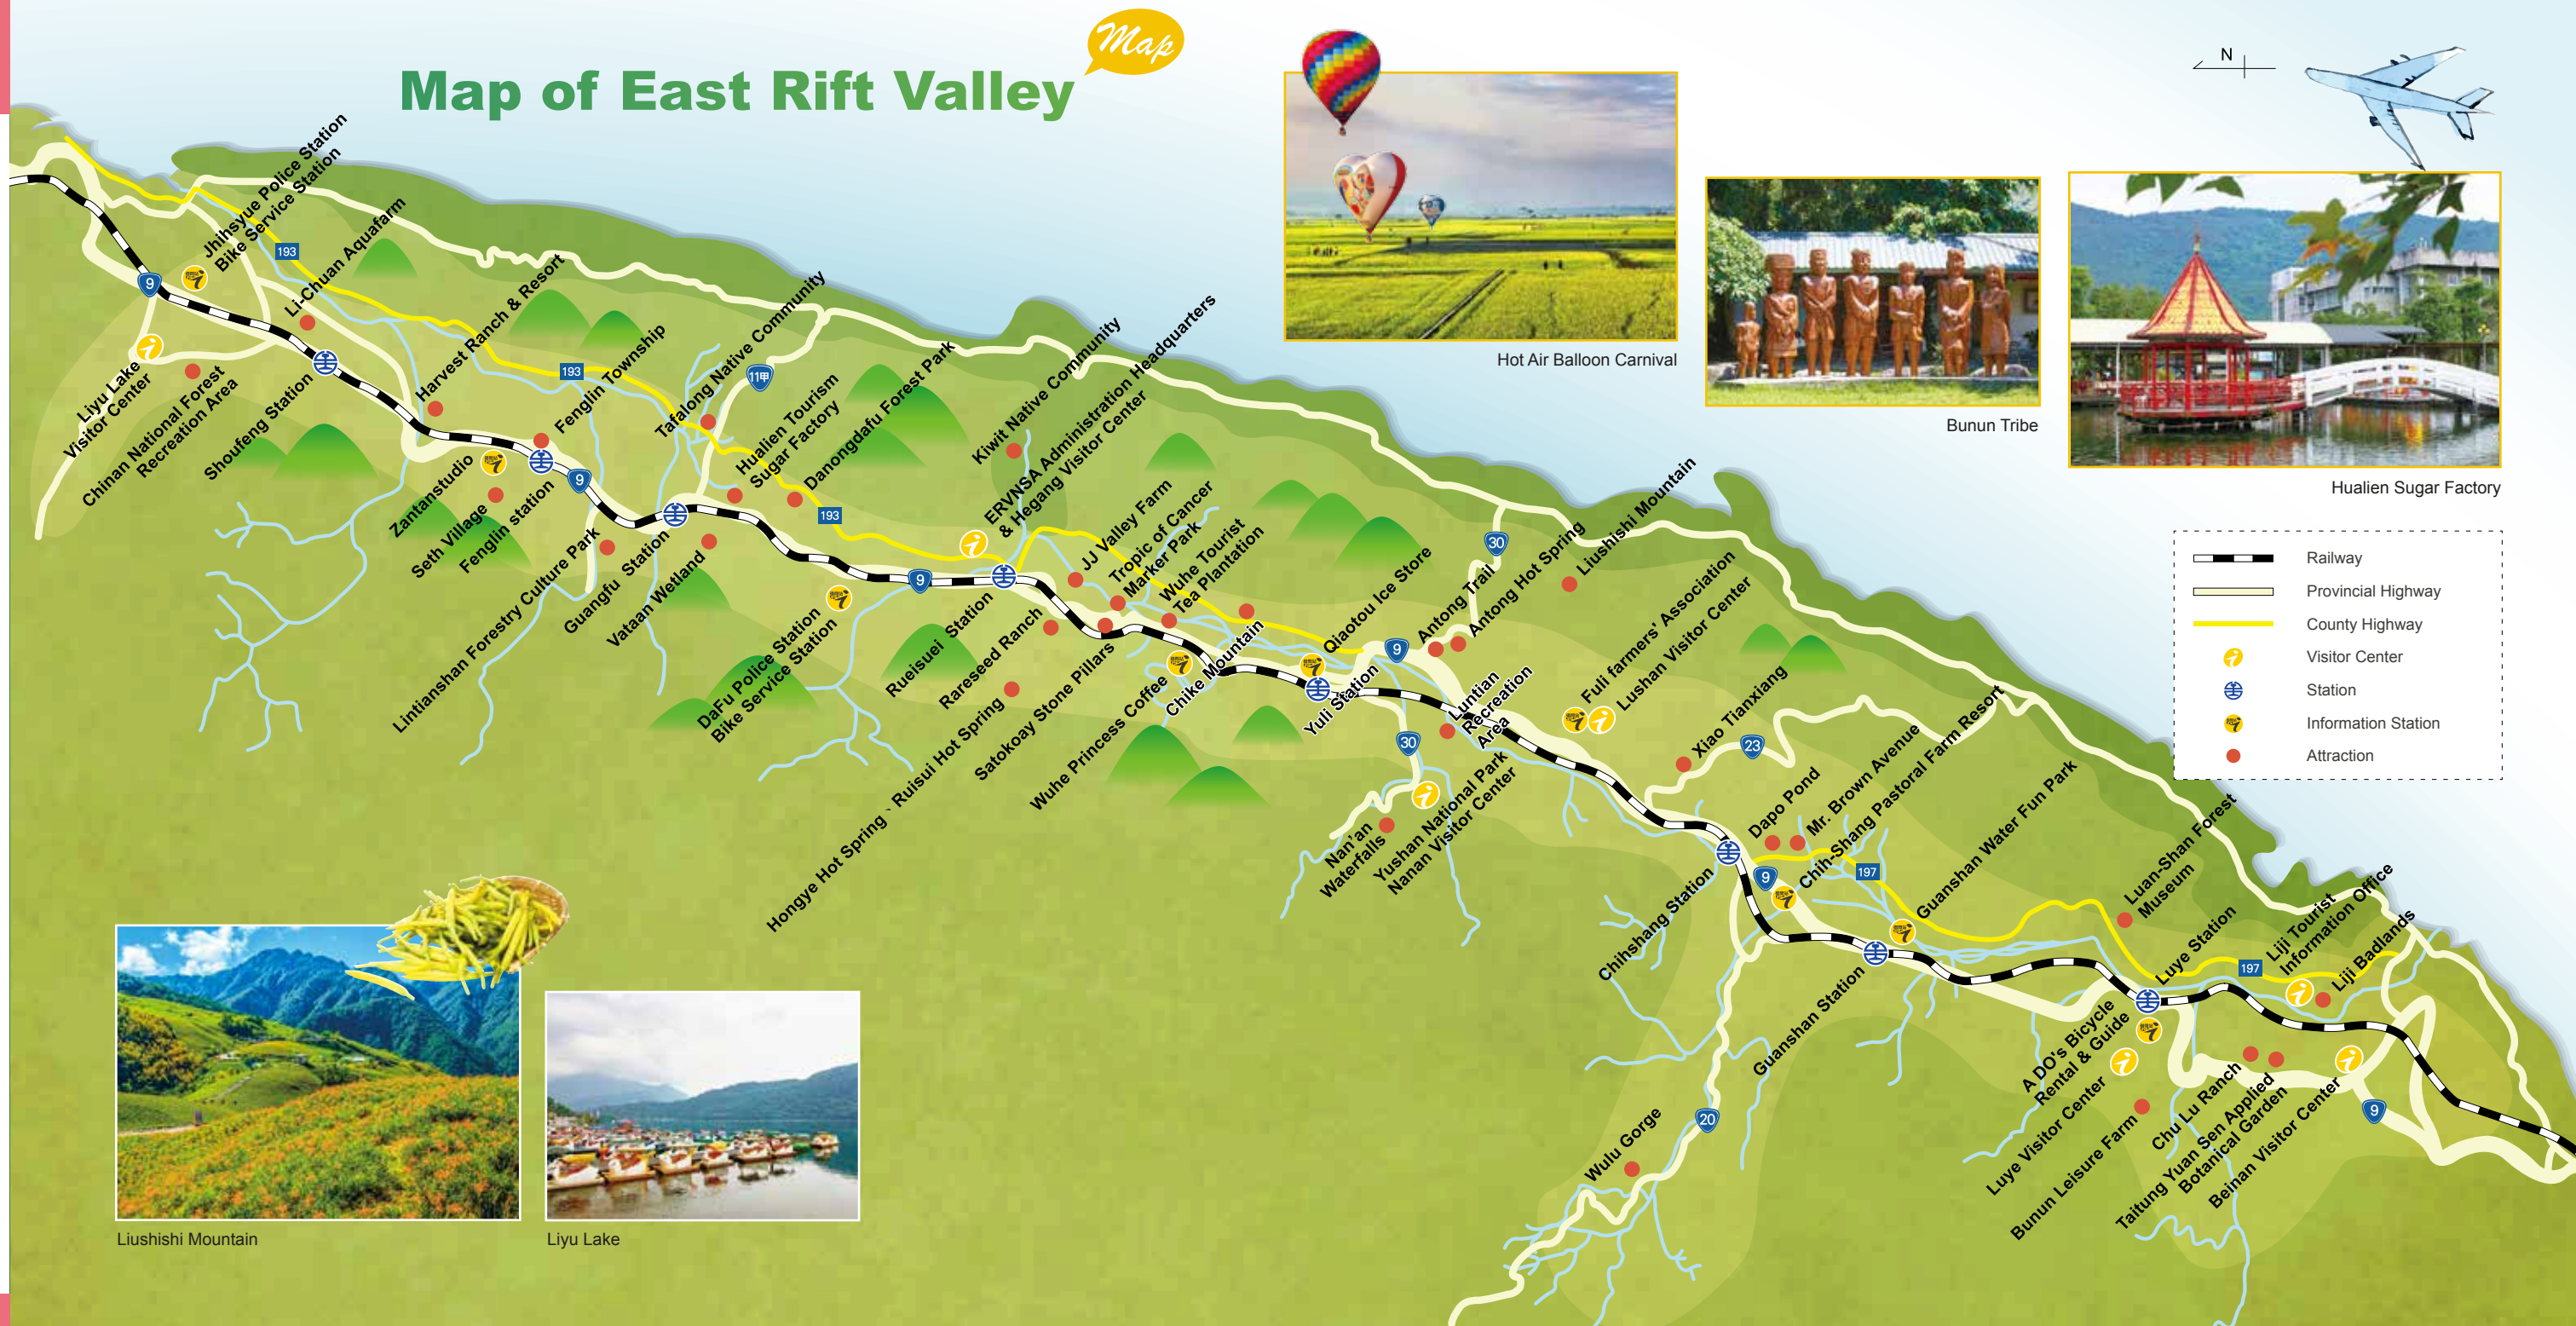 Map
Map of East Rift Valley
N
Jhihsyue Police Station
Bike Service Station
193
Li-Chuan Aquafarm
9
Liyu Lake
Visitor Center
Chinan National Forest
Recreation Area
Shoufeng Station
Harvest Ranch & Resort
193
Fenglin Township
Zantanstudio
Seth Village
Fenglin station
9
Lintianshan Forestry Culture Park
Tafalong Native Community
11甲
Guangfu Station
Vataan Wetland
Hualien Tourism
Sugar Factory
Danongdafu Forest Park
193
DaFu Police Station
Bike Service Station
9
Kiwit Native Community
ERVNSA Administration Headquarters
& Hegang Visitor Center
Rueisuei Station
JJ Valley Farm
Tropic of Cancer
Marker Park
Wuhe Tourist
Tea Plantation
Rareseed Ranch
Hongye Hot Spring、Ruisui Hot Spring
Satokoay Stone Pillars
Wuhe Princess Coffee
Chike Mountain
Qiaotou Ice Store
Yuli Station
9
30
Antong Trail
Antong Hot Spring
Liushishi Mountain
Luntian
Recreation
Area
30
Nan'an
Waterfalls
Yushan National Park
Nanan Visitor Center
Fuli farmers' Association
Lushan Visitor Center
Xiao Tianxiang
23
Chihshang Station
Dapo Pond
Mr. Brown Avenue
Chih-Shang Pastoral Farm Resort
9
197
Guanshan Water Fun Park
Guanshan Station
20
Wulu Gorge
Luan-Shan Forest
Museum
Luye Station
197
Liji Tourist
Information Office
Liji Badlands
A DO's Bicycle
Rental & Guide
Luye Visitor Center
Bunun Leisure Farm
Chu Lu Ranch
Taitung Yuan Sen Applied
Botanical Garden
Beinan Visitor Center
9
Hot Air Balloon Carnival
Bunun Tribe
Hualien Sugar Factory
Railway
Provincial Highway
County Highway
Visitor Center
Station
Information Station
Attraction
Liushishi Mountain
Liyu Lake